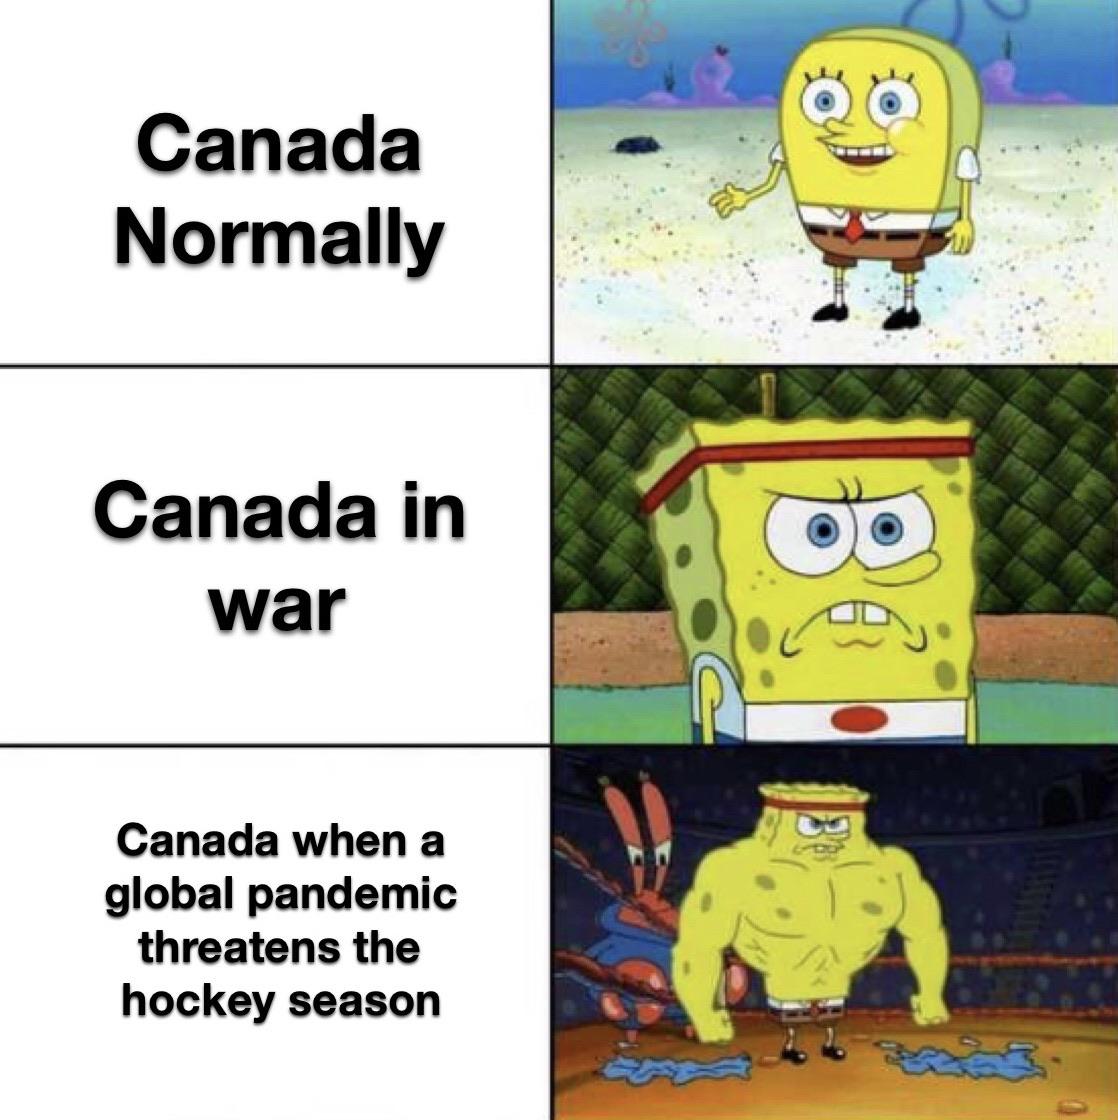 Canada
Normally
Canada in
war
Canada when a
global pandemic
threatens the
hockey season